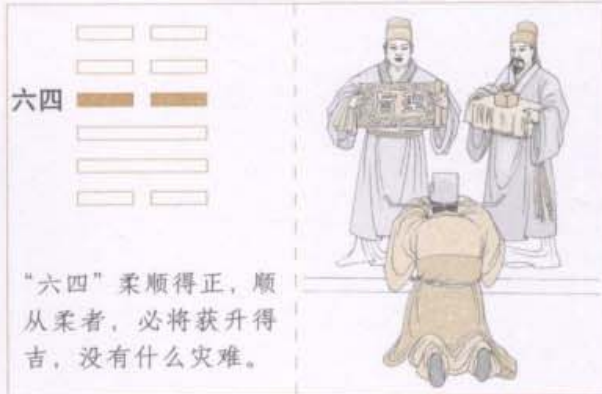 六四
“六四”柔顺得正，顺
从柔者，必将获升得
吉，没有什么灾难。